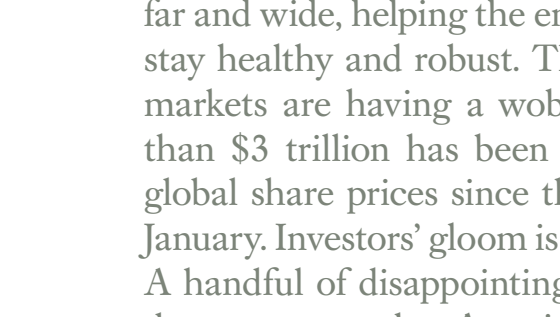 far and wide, helping the
stay healthy and robust.
markets are having a
than $3 trillion has been
global share prices since
January. Investors’ gloom is
A handful of disappointing